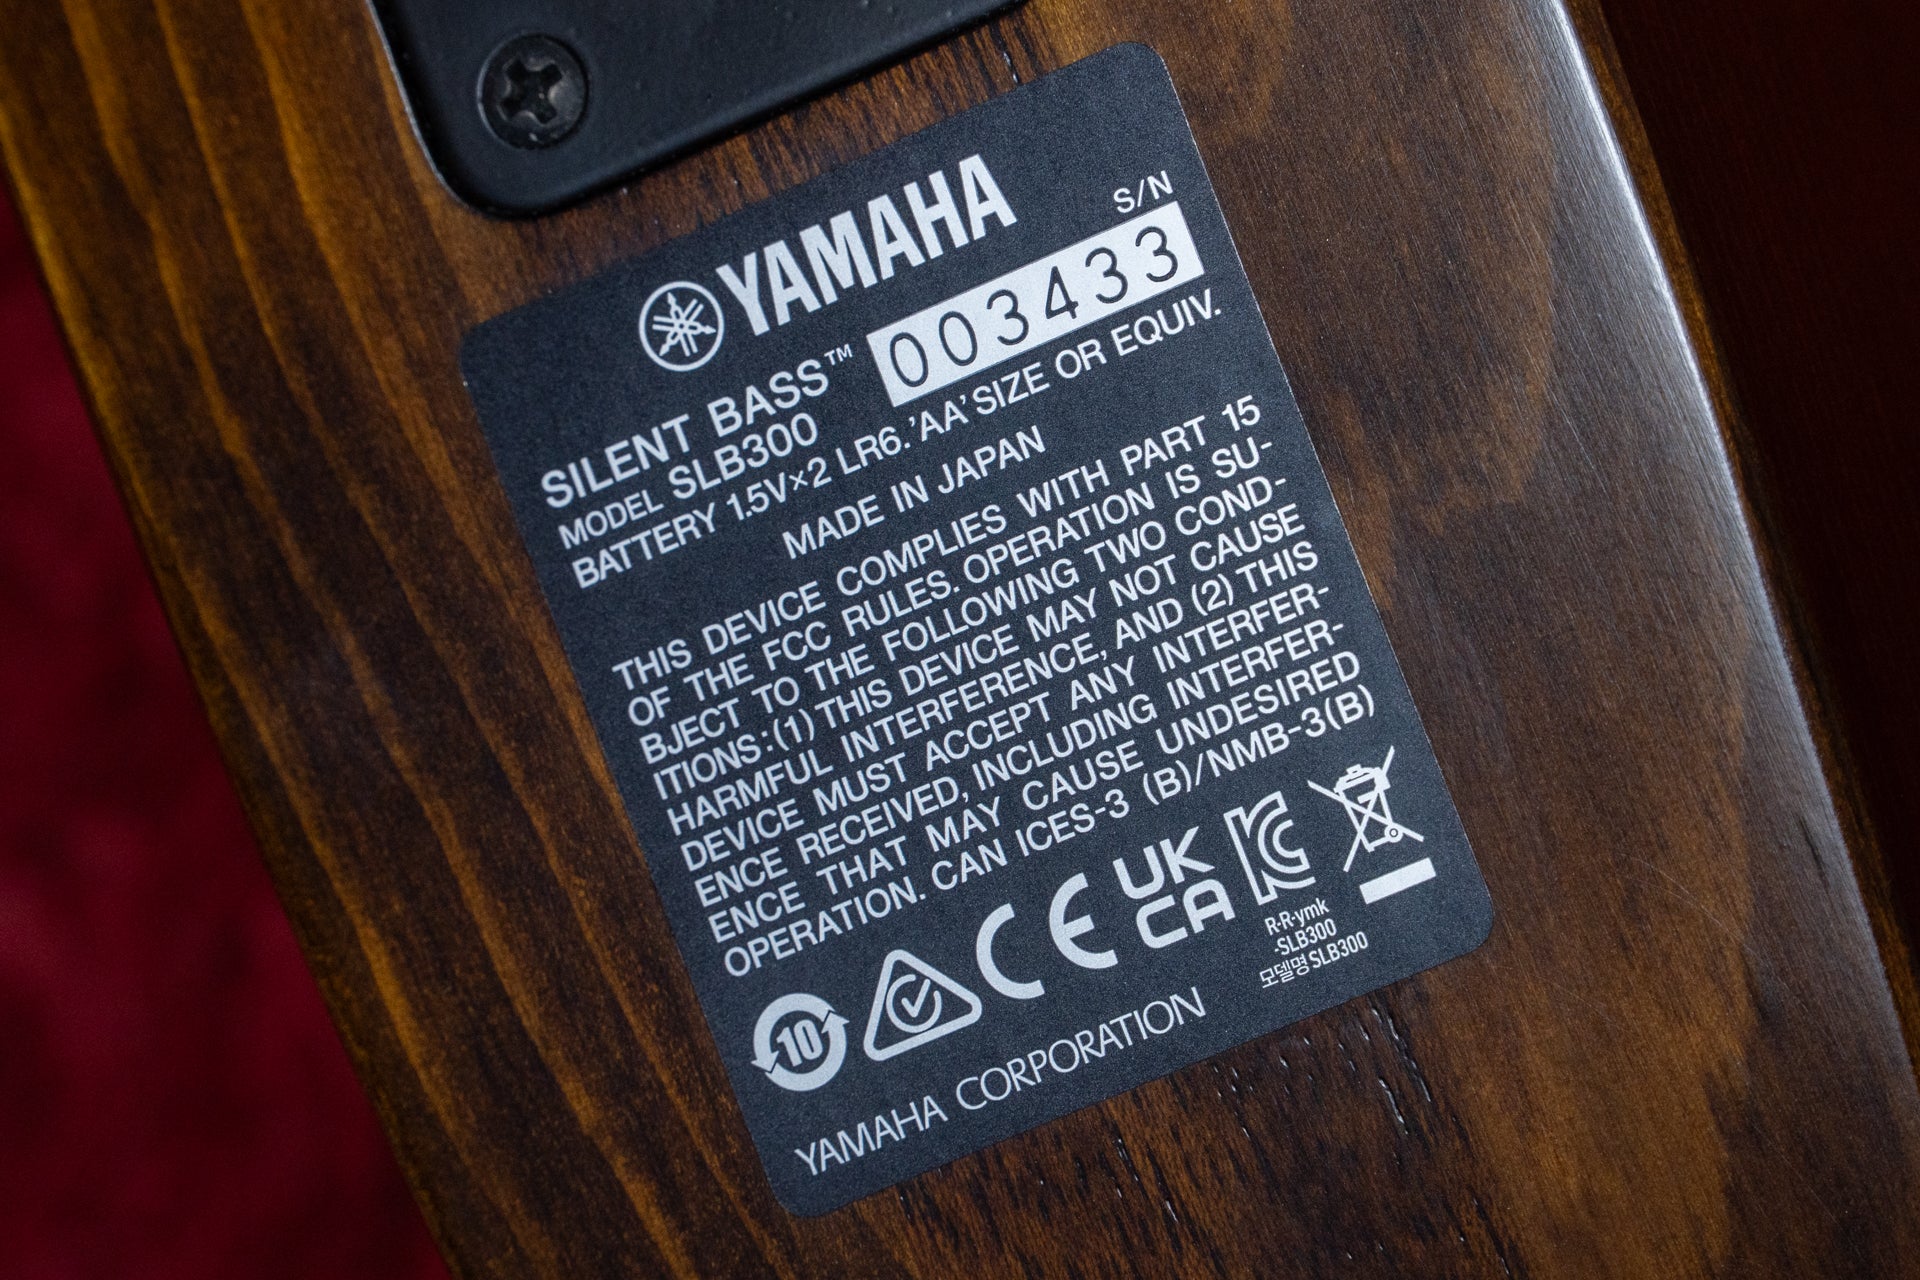 YAMAHA
S/N
SILENT BASS™ 003433
MODEL SLB300
BATTERY 1.5V×2 LR6.'AA' SIZE OR EQUIV.
MADE IN JAPAN
THIS DEVICE COMPLIES WITH PART 15
OF THE FCC RULES. OPERATION IS SU-
BJECT TO THE FOLLOWING TWO COND-
ITIONS:(1) THIS DEVICE MAY NOT CAUSE
HARMFUL INTERFERENCE, AND (2) THIS
DEVICE MUST ACCEPT ANY INTERFER-
ENCE RECEIVED, INCLUDING INTERFER-
ENCE THAT MAY CAUSE UNDESIRED
OPERATION. CAN ICES-3 (B)/NMB-3(B)
10 CE UK
CA KC
R-R-ymk
-SLB300
모델명 SLB300
YAMAHA CORPORATION